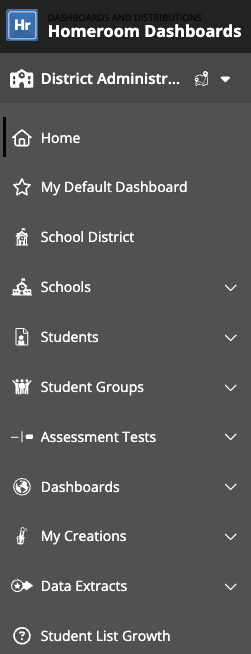 Hr
DASHBOARDS AND DISTRIBUTIONS
Homeroom Dashboards
District Administr...
Home
My Default Dashboard
School District
Schools
Students
Student Groups
Assessment Tests
Dashboards
My Creations
Data Extracts
Student List Growth